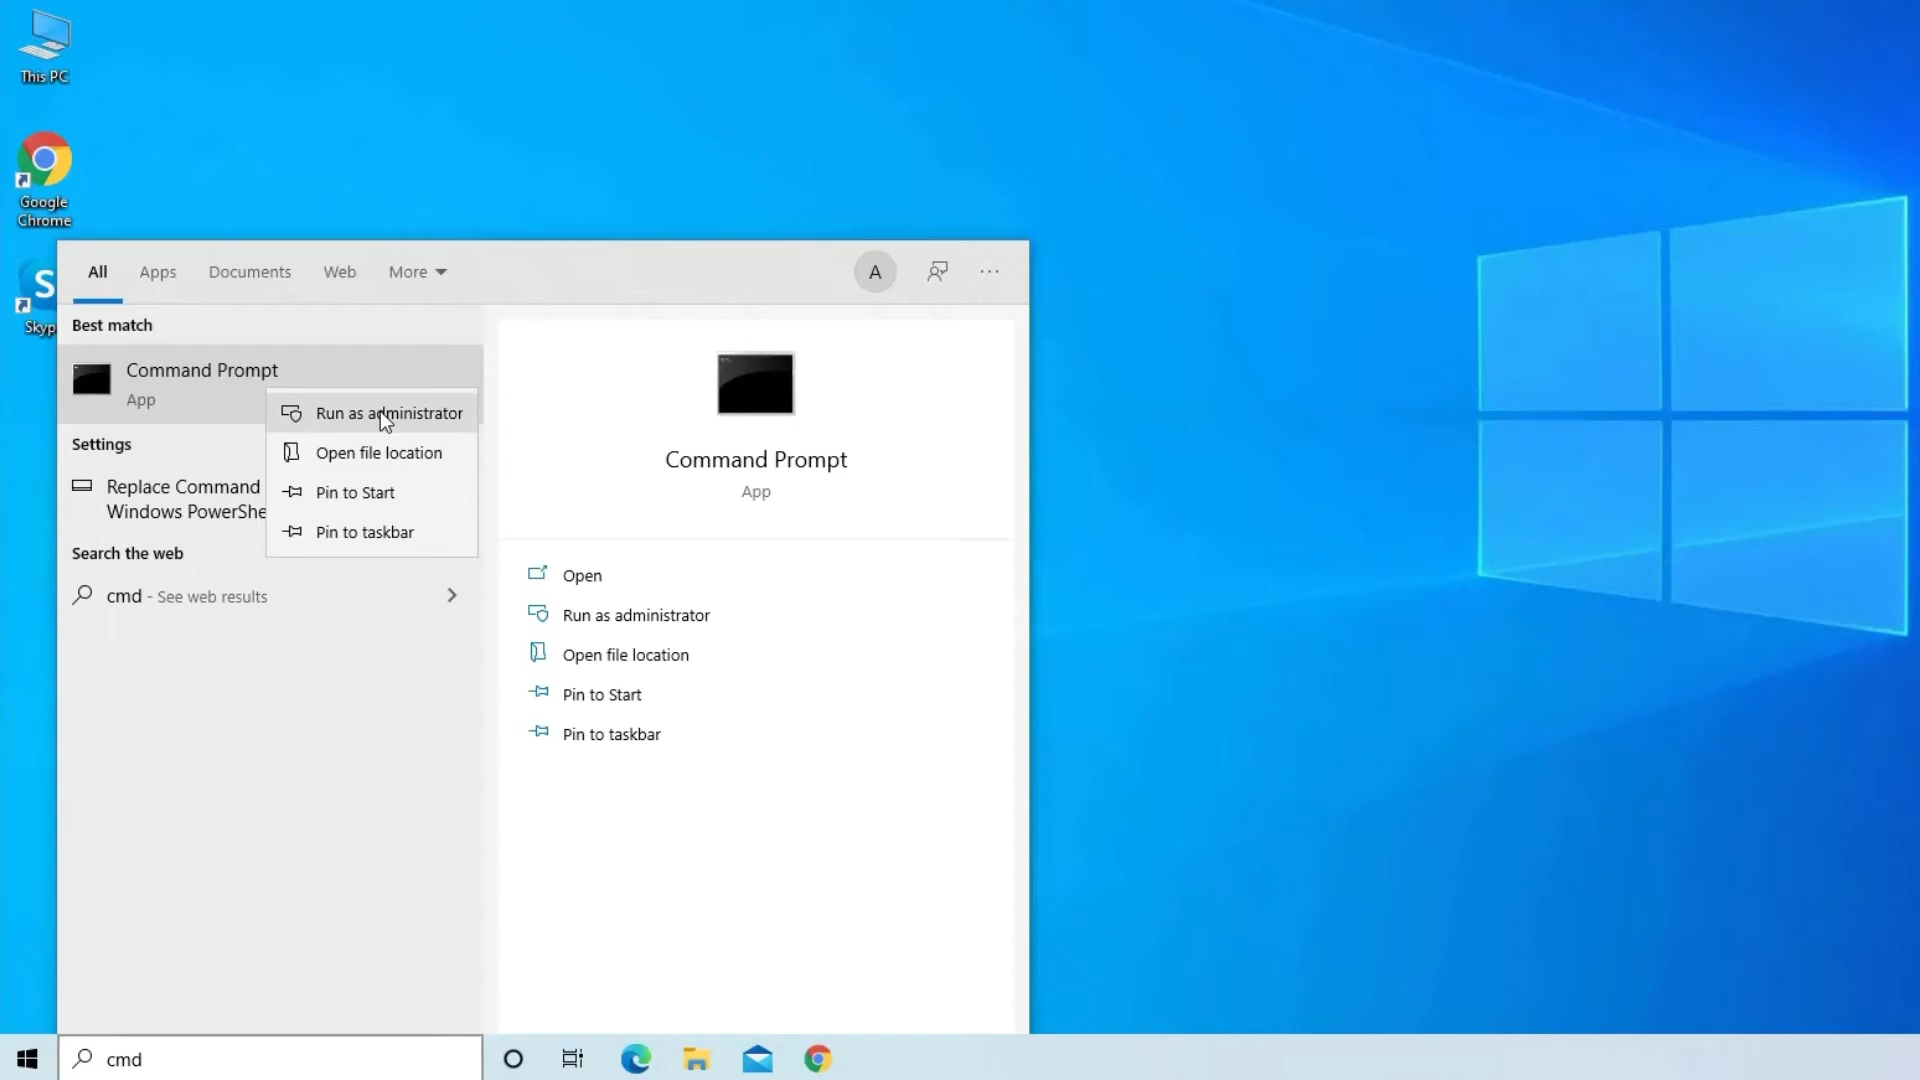 This PC
Google
Chrome
Skyp
All
Apps
Documents
Web
More
A
Best match
Command Prompt
App
Run as administrator
Open file location
Pin to Start
Pin to taskbar
Settings
Replace Command
Windows PowerShe
Search the web
cmd - See web results
Command Prompt
App
Open
Run as administrator
Open file location
Pin to Start
Pin to taskbar
cmd